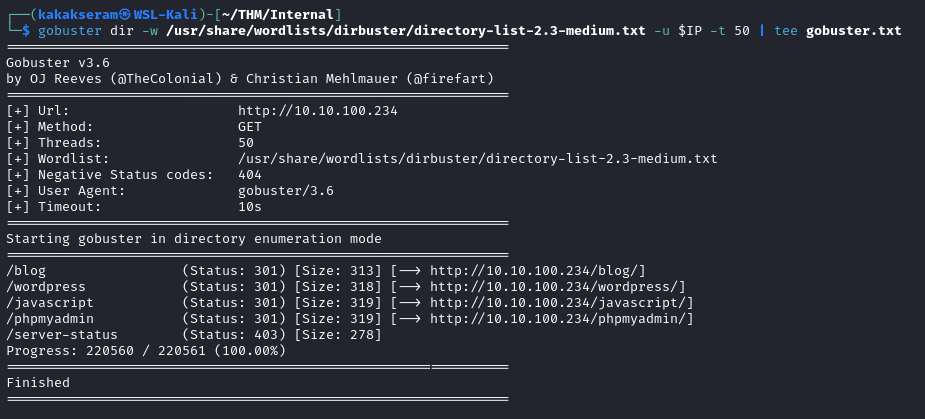 ┌──(kakakseram㉿WSL-Kali)-[~/THM/Internal]
└─$ gobuster dir -w /usr/share/wordlists/dirbuster/directory-list-2.3-medium.txt -u $IP -t 50 | tee gobuster.txt
===============================================================
Gobuster v3.6
by OJ Reeves (@TheColonial) & Christian Mehlmauer (@firefart)
===============================================================
[+] Url:                     http://10.10.100.234
[+] Method:                  GET
[+] Threads:                 50
[+] Wordlist:                /usr/share/wordlists/dirbuster/directory-list-2.3-medium.txt
[+] Negative Status codes:   404
[+] User Agent:              gobuster/3.6
[+] Timeout:                 10s
===============================================================
Starting gobuster in directory enumeration mode
===============================================================
/blog                 (Status: 301) [Size: 313] [--> http://10.10.100.234/blog/]
/wordpress            (Status: 301) [Size: 318] [--> http://10.10.100.234/wordpress/]
/javascript           (Status: 301) [Size: 319] [--> http://10.10.100.234/javascript/]
/phpmyadmin           (Status: 301) [Size: 319] [--> http://10.10.100.234/phpmyadmin/]
/server-status        (Status: 403) [Size: 278]
Progress: 220560 / 220561 (100.00%)
===============================================================
Finished
===============================================================